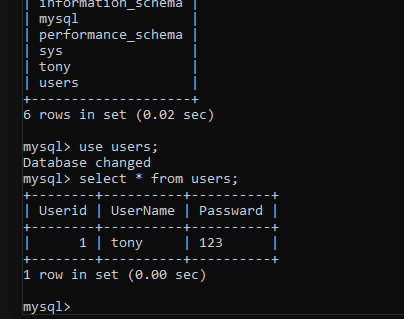 | information_schema |
| mysql              |
| performance_schema |
| sys                |
| tony               |
| users              |
+--------------------+
6 rows in set (0.02 sec)

mysql> use users;
Database changed
mysql> select * from users;
+--------+----------+----------+
| Userid | UserName | Passward |
+--------+----------+----------+
|      1 | tony     | 123      |
+--------+----------+----------+
1 row in set (0.00 sec)

mysql>